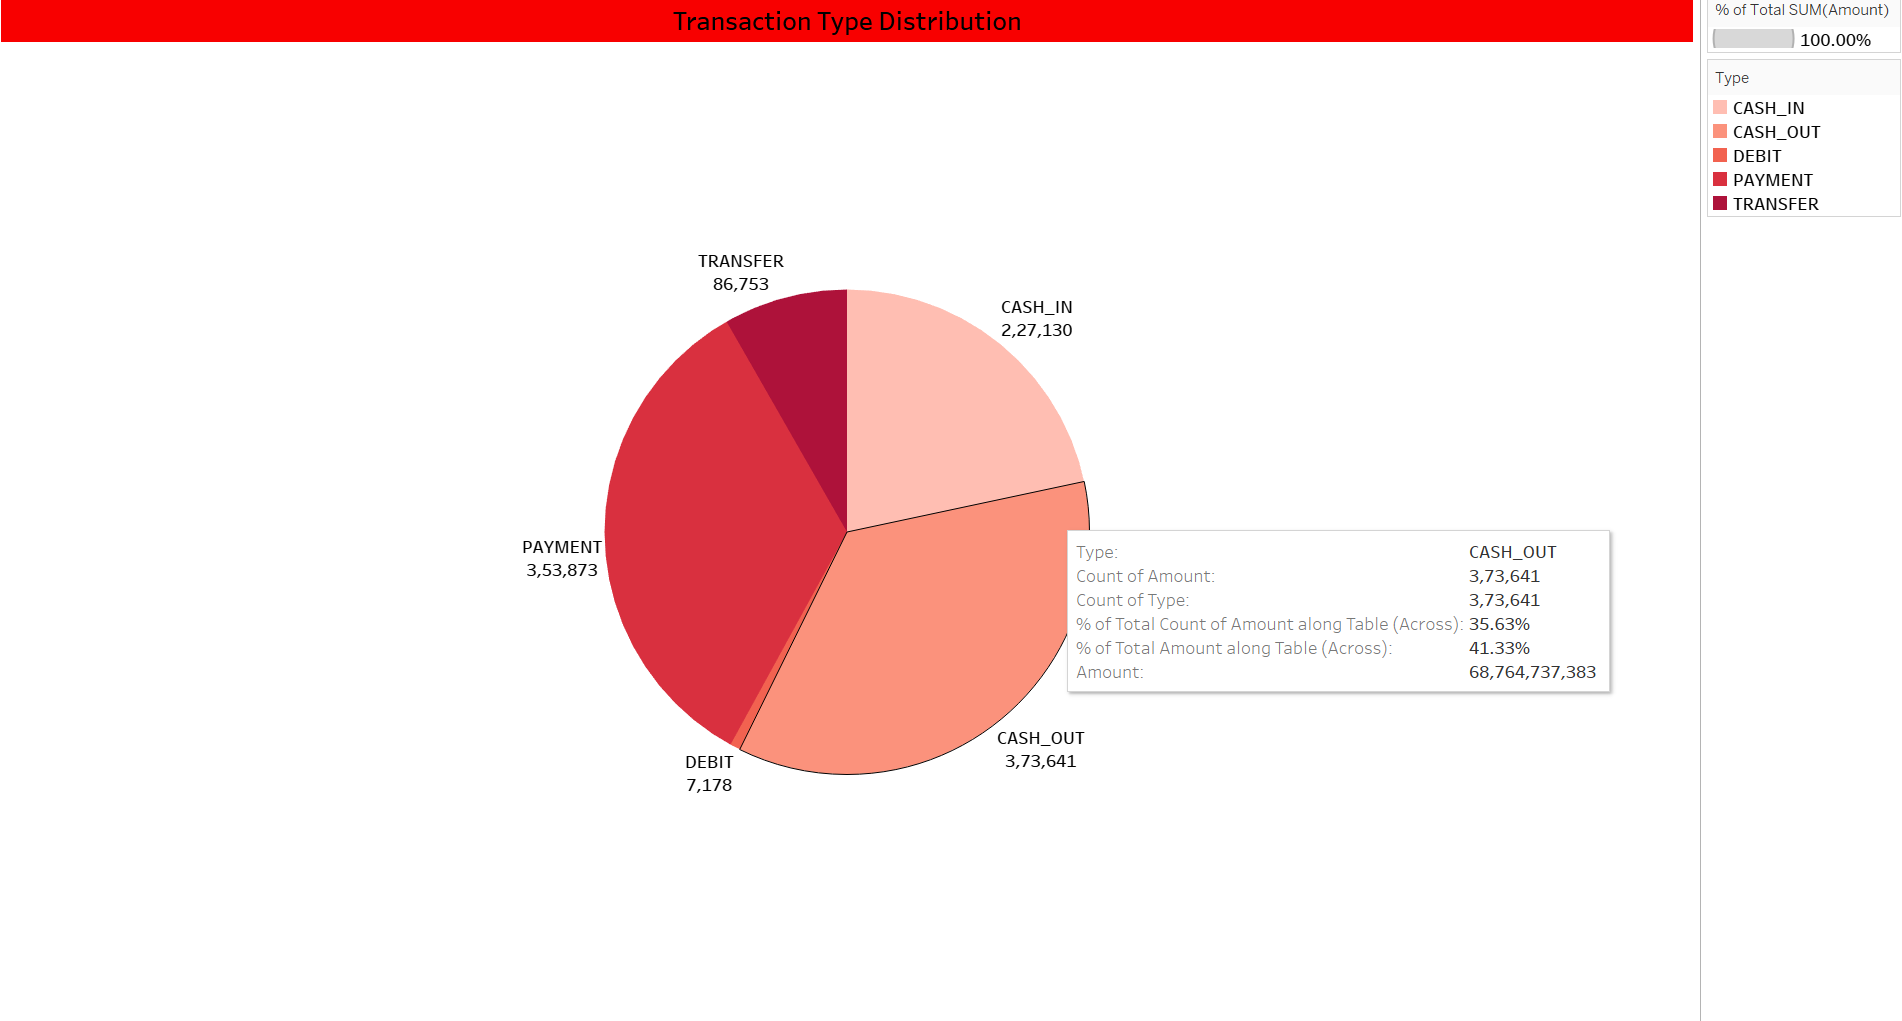 Transaction Type Distribution
% of Total SUM(Amount)
100.00%
Type
CASH_IN
CASH_OUT
DEBIT
PAYMENT
TRANSFER
TRANSFER
86,753
CASH_IN
2,27,130
PAYMENT
3,53,873
Type: CASH_OUT
Count of Amount: 3,73,641
Count of Type: 3,73,641
% of Total Count of Amount along Table (Across): 35.63%
% of Total Amount along Table (Across): 41.33%
Amount: 68,764,737,383
CASH_OUT
3,73,641
DEBIT
7,178